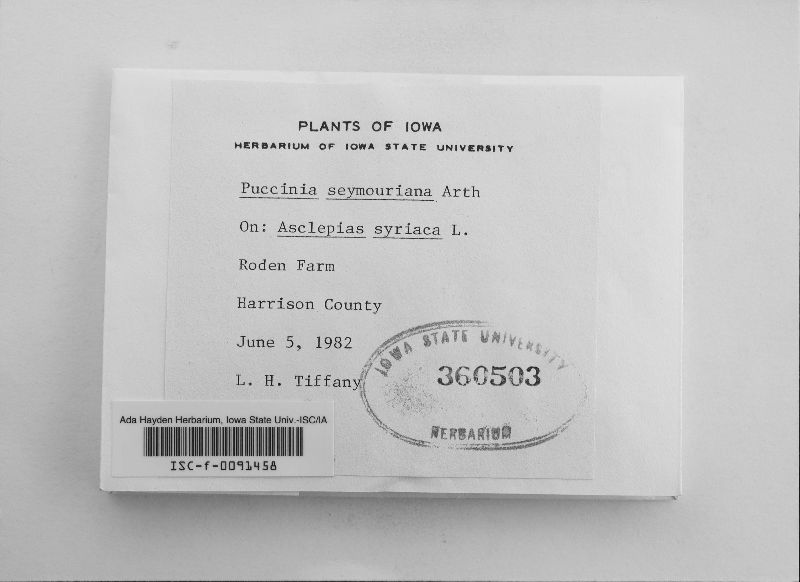 PLANTS OF IOWA
HERBARIUM OF IOWA STATE UNIVERSITY
Puccinia seymouriana Arth
On: Asclepias syriaca L.
Roden Farm
Harrison County
June 5, 1982
L. H. Tiffany
IOWA STATE UNIVERSITY
360503
HERBARIUM
Ada Hayden Herbarium, Iowa State Univ.-ISC/IA
ISC-f-0091458